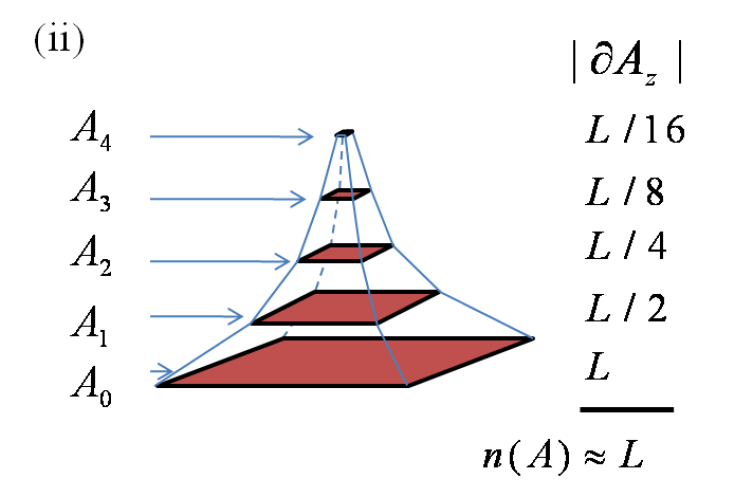 (ii)
| ∂A_z |
A_4 L / 16
A_3 L / 8
A_2 L / 4
A_1 L / 2
A_0 L
n(A) ≈ L